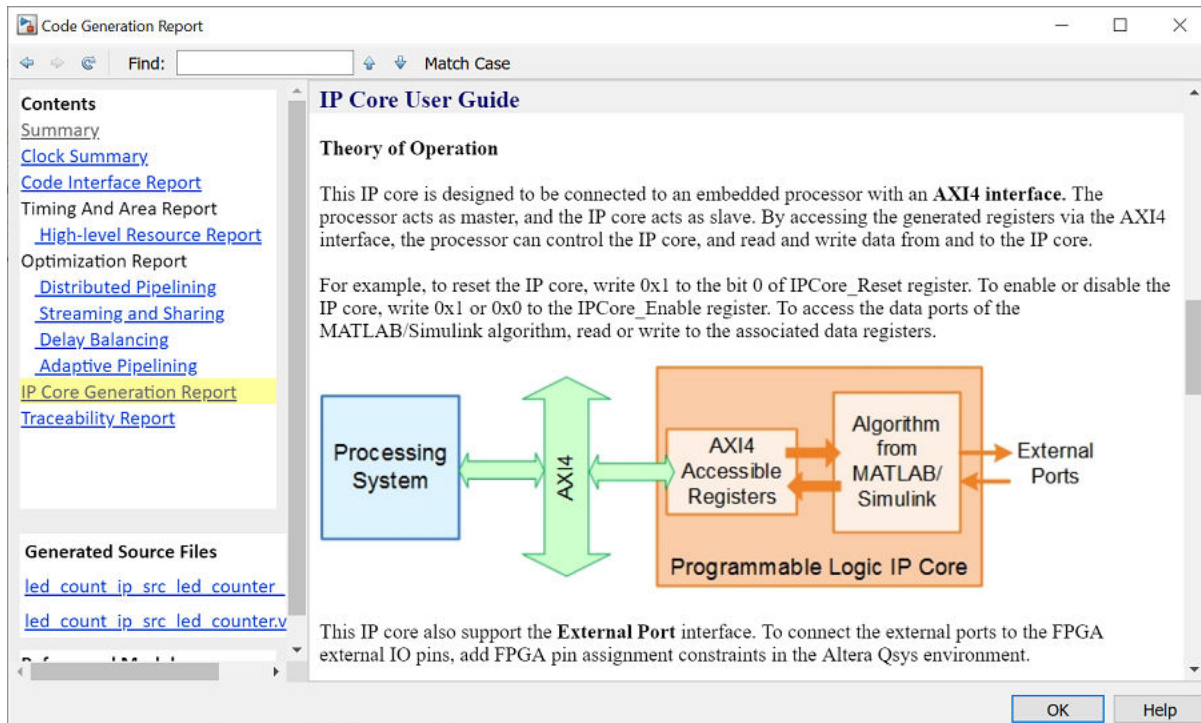 Code Generation Report
Find:
Match Case
Contents
Summary
Clock Summary
Code Interface Report
Timing And Area Report
High-level Resource Report
Optimization Report
Distributed Pipelining
Streaming and Sharing
Delay Balancing
Adaptive Pipelining
IP Core Generation Report
Traceability Report
Generated Source Files
led_count_ip_src_led_counter_
led_count_ip_src_led_counter.v
IP Core User Guide
Theory of Operation
This IP core is designed to be connected to an embedded processor with an AXI4 interface. The
processor acts as master, and the IP core acts as slave. By accessing the generated registers via the AXI4
interface, the processor can control the IP core, and read and write data from and to the IP core.
For example, to reset the IP core, write 0x1 to the bit 0 of IPCore_Reset register. To enable or disable the
IP core, write 0x1 or 0x0 to the IPCore_Enable register. To access the data ports of the
MATLAB/Simulink algorithm, read or write to the associated data registers.
Processing
System
AXI4
AXI4
Accessible
Registers
Algorithm
from
MATLAB/
Simulink
External
Ports
Programmable Logic IP Core
This IP core also support the External Port interface. To connect the external ports to the FPGA
external IO pins, add FPGA pin assignment constraints in the Altera Qsys environment.
OK
Help